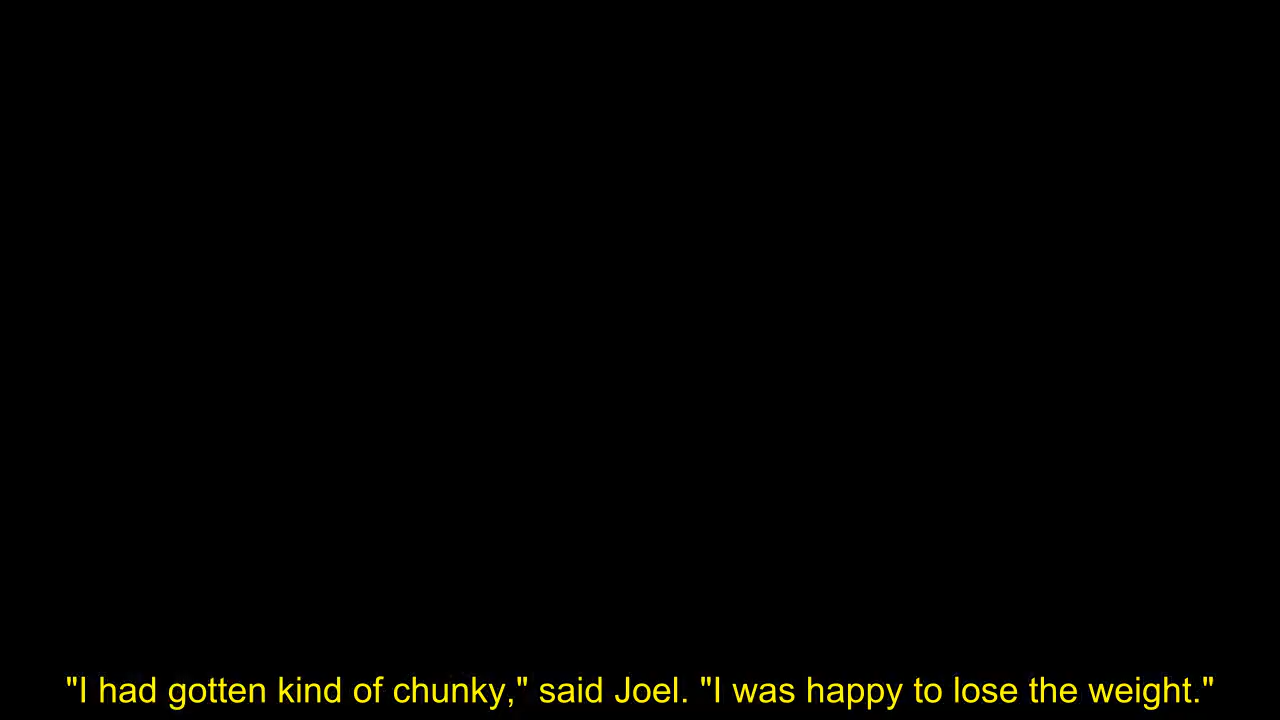 "I had gotten kind of chunky," said Joel. "I was happy to lose the weight."